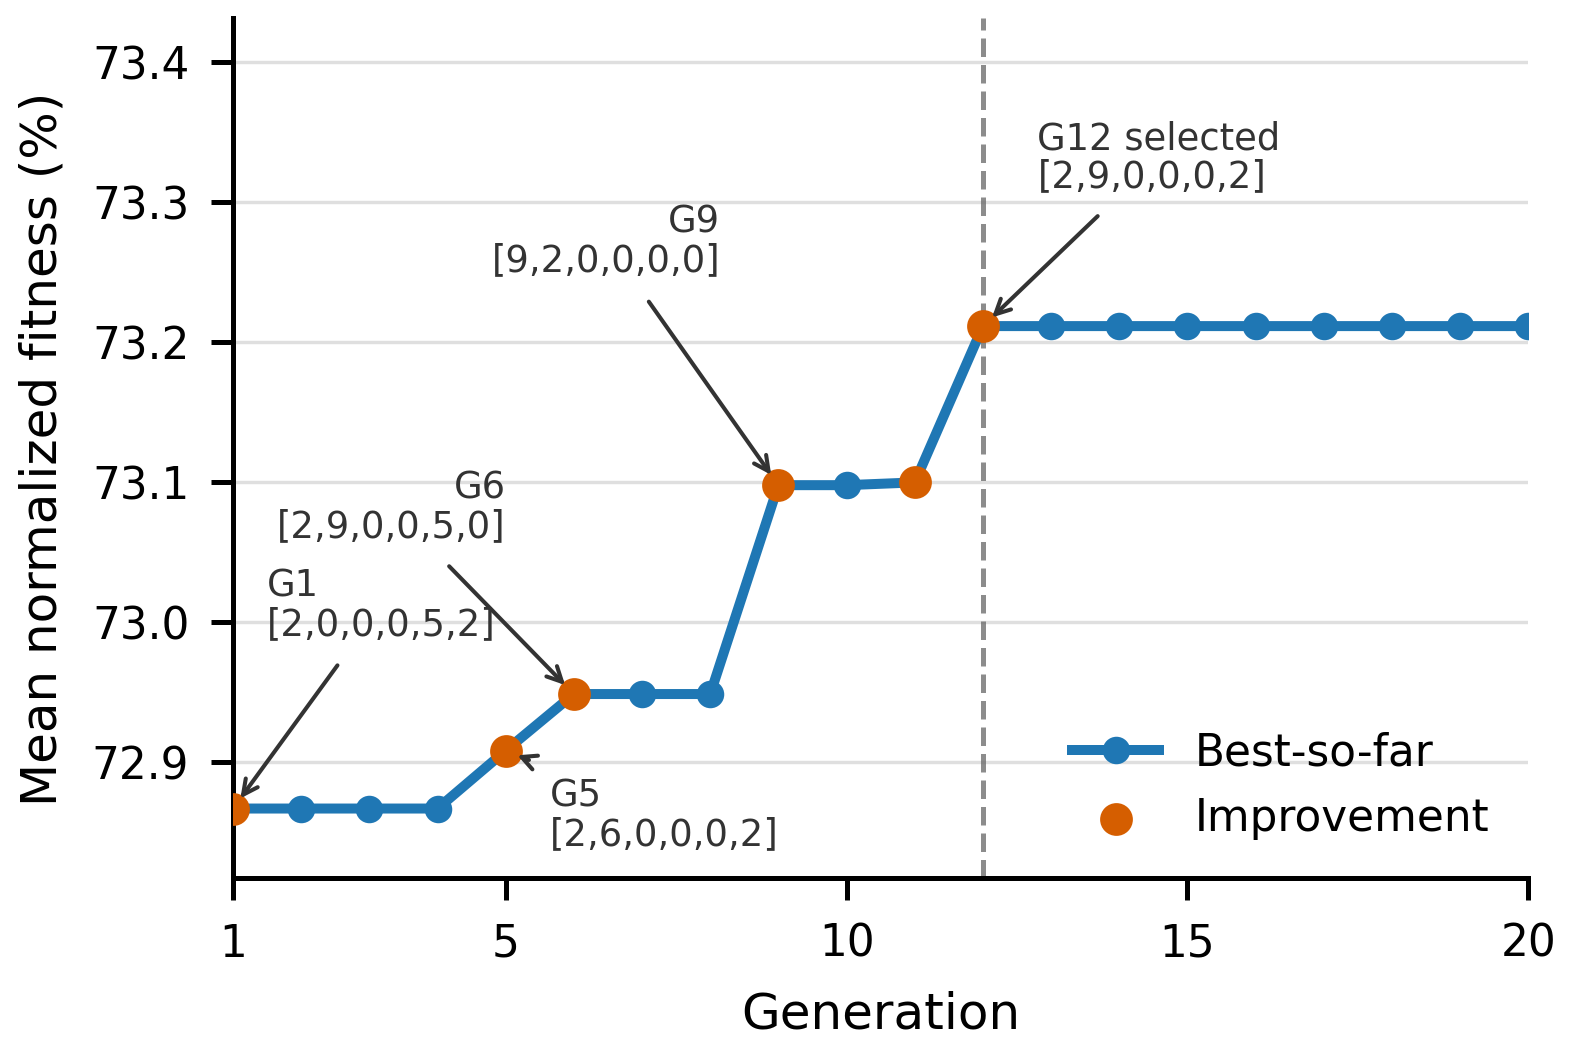 Mean normalized fitness (%)
73.4
73.3
73.2
73.1
73.0
72.9
G12 selected
[2,9,0,0,0,2]
G9
[9,2,0,0,0,0]
G6
[2,9,0,0,5,0]
G1
[2,0,0,0,5,2]
G5
[2,6,0,0,0,2]
Best-so-far
Improvement
1
5
10
15
20
Generation